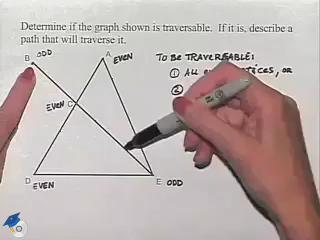 Determine if the graph shown is traversable. If it is, describe a
path that will traverse it.
B ODD
A
EVEN
TO BE TRAVERSABLE:
① ALL OR
②
EVEN C
D
EVEN
E ODD